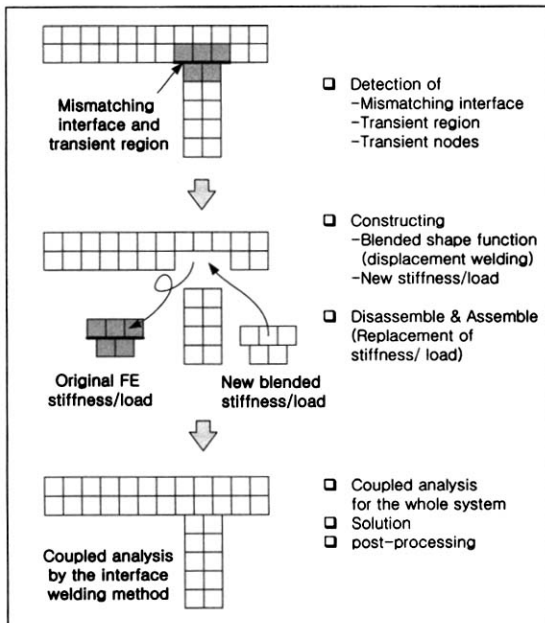 Mismatching
interface and
transient region
❑ Detection of
-Mismatching interface
-Transient region
-Transient nodes
❑ Constructing
-Blended shape function
(displacement welding)
-New stiffness/load
❑ Disassemble & Assemble
(Replacement of
stiffness/ load)
Original FE
stiffness/load
New blended
stiffness/load
Coupled analysis
by the interface
welding method
❑ Coupled analysis
for the whole system
❑ Solution
❑ post-processing